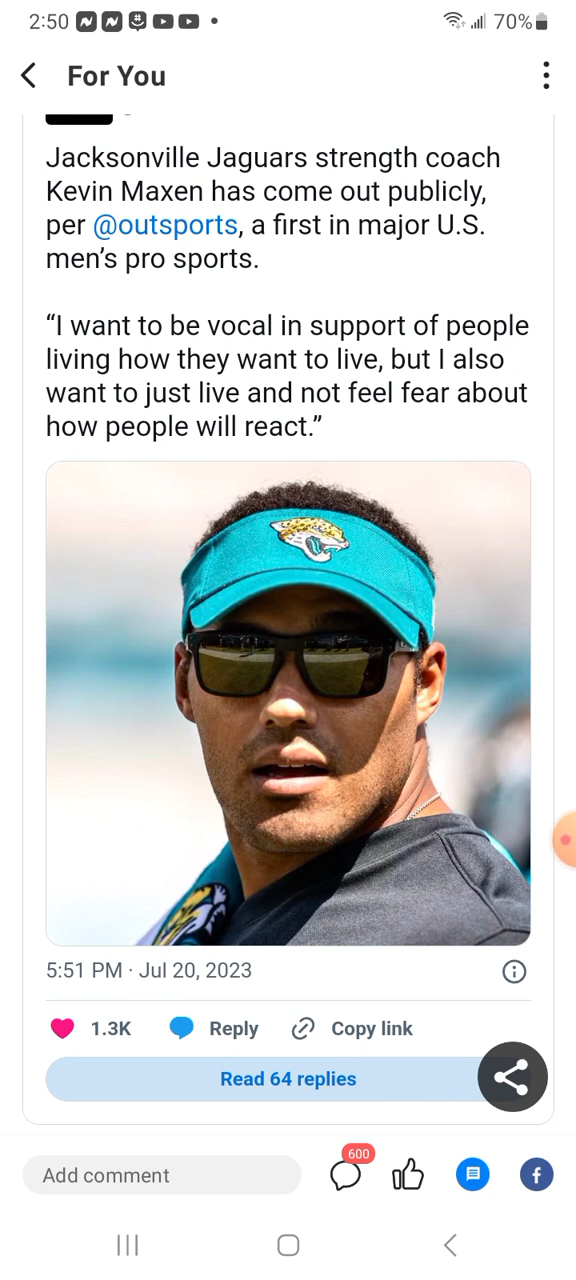 2:50 70%
For You
Jacksonville Jaguars strength coach
Kevin Maxen has come out publicly,
per @outsports, a first in major U.S.
men’s pro sports.
“I want to be vocal in support of people
living how they want to live, but I also
want to just live and not feel fear about
how people will react.”
5:51 PM · Jul 20, 2023
1.3K Reply Copy link
Read 64 replies
600
Add comment